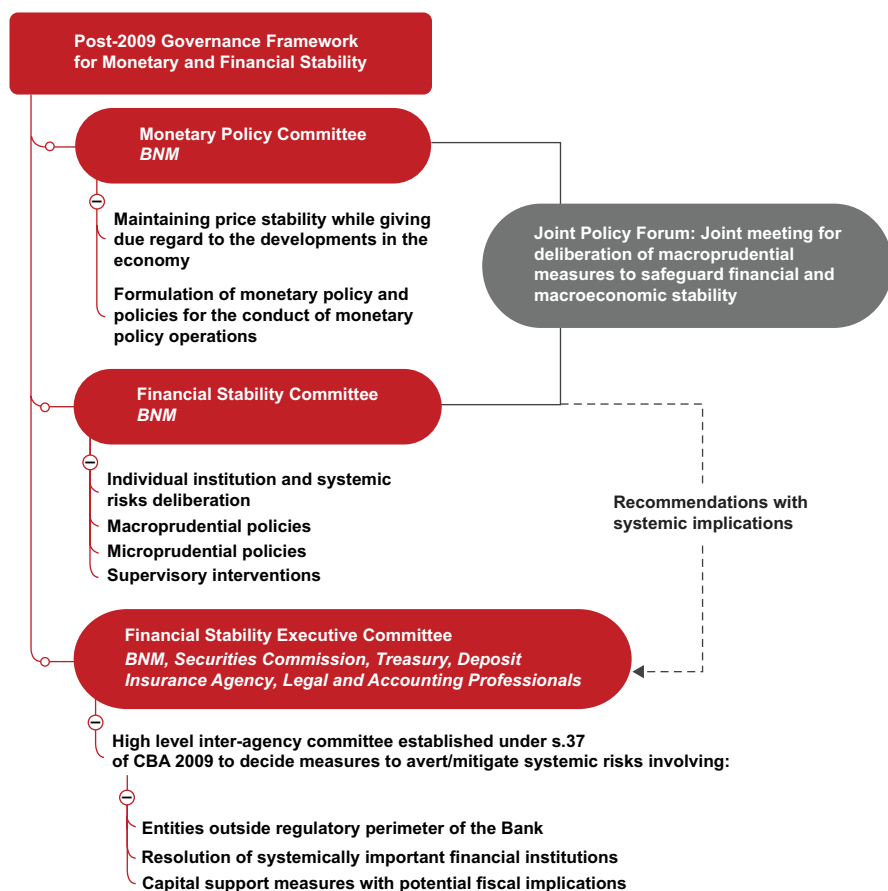 Post-2009 Governance Framework
for Monetary and Financial Stability
Monetary Policy Committee
BNM
Maintaining price stability while giving
due regard to the developments in the
economy
Formulation of monetary policy and
policies for the conduct of monetary
policy operations
Joint Policy Forum: Joint meeting for
deliberation of macroprudential
measures to safeguard financial and
macroeconomic stability
Financial Stability Committee
BNM
Individual institution and systemic
risks deliberation
Macroprudential policies
Microprudential policies
Supervisory interventions
Recommendations with
systemic implications
Financial Stability Executive Committee
BNM, Securities Commission, Treasury, Deposit
Insurance Agency, Legal and Accounting Professionals
High level inter-agency committee established under s.37
of CBA 2009 to decide measures to avert/mitigate systemic risks involving:
Entities outside regulatory perimeter of the Bank
Resolution of systemically important financial institutions
Capital support measures with potential fiscal implications